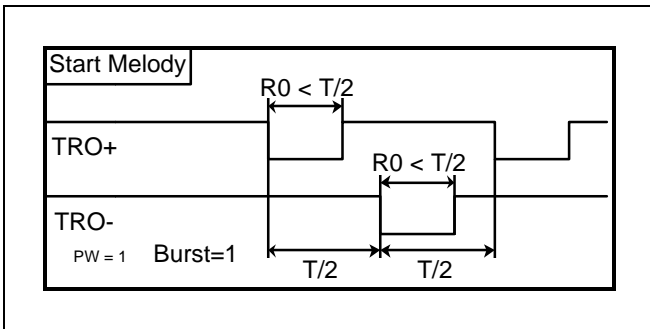 Start Melody
R0 < T/2
TRO+
R0 < T/2
TRO-
PW = 1 Burst=1
T/2 T/2